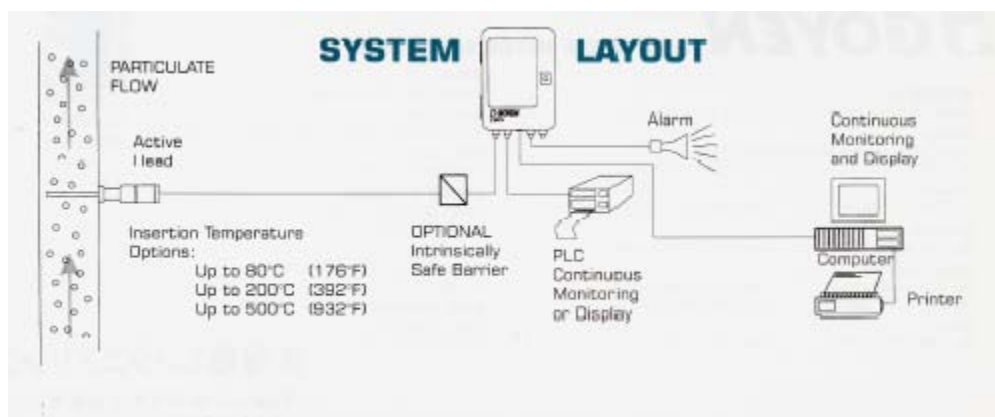 SYSTEM LAYOUT
PARTICULATE
FLOW
Active
Head
Insertion Temperature
Options:
Up to 80°C (176°F)
Up to 200°C (392°F)
Up to 500°C (932°F)
OPTIONAL
Intrinsically
Safe Barrier
GOYEN
PLC
Continuous
Monitoring
or Display
Alarm
Continuous
Monitoring
and Display
Computer
Printer